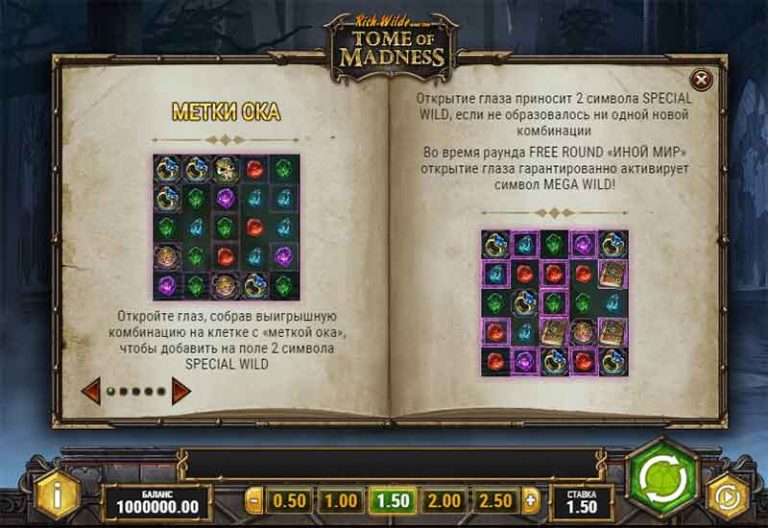 Rich Wilde and the
TOME OF
MADNESS
МЕТКИ ОКА
Откройте глаз, собрав выигрышную
комбинацию на клетке с «меткой ока»,
чтобы добавить на поле 2 символа
SPECIAL WILD
Открытие глаза приносит 2 символа SPECIAL
WILD, если не образовалось ни одной новой
комбинации
Во время раунда FREE ROUND «ИНОЙ МИР»
открытие глаза гарантированно активирует
символ MEGA WILD!
БАЛАНС
1000000.00
- 0.50 1.00 1.50 2.00 2.50 +
СТАВКА
1.50